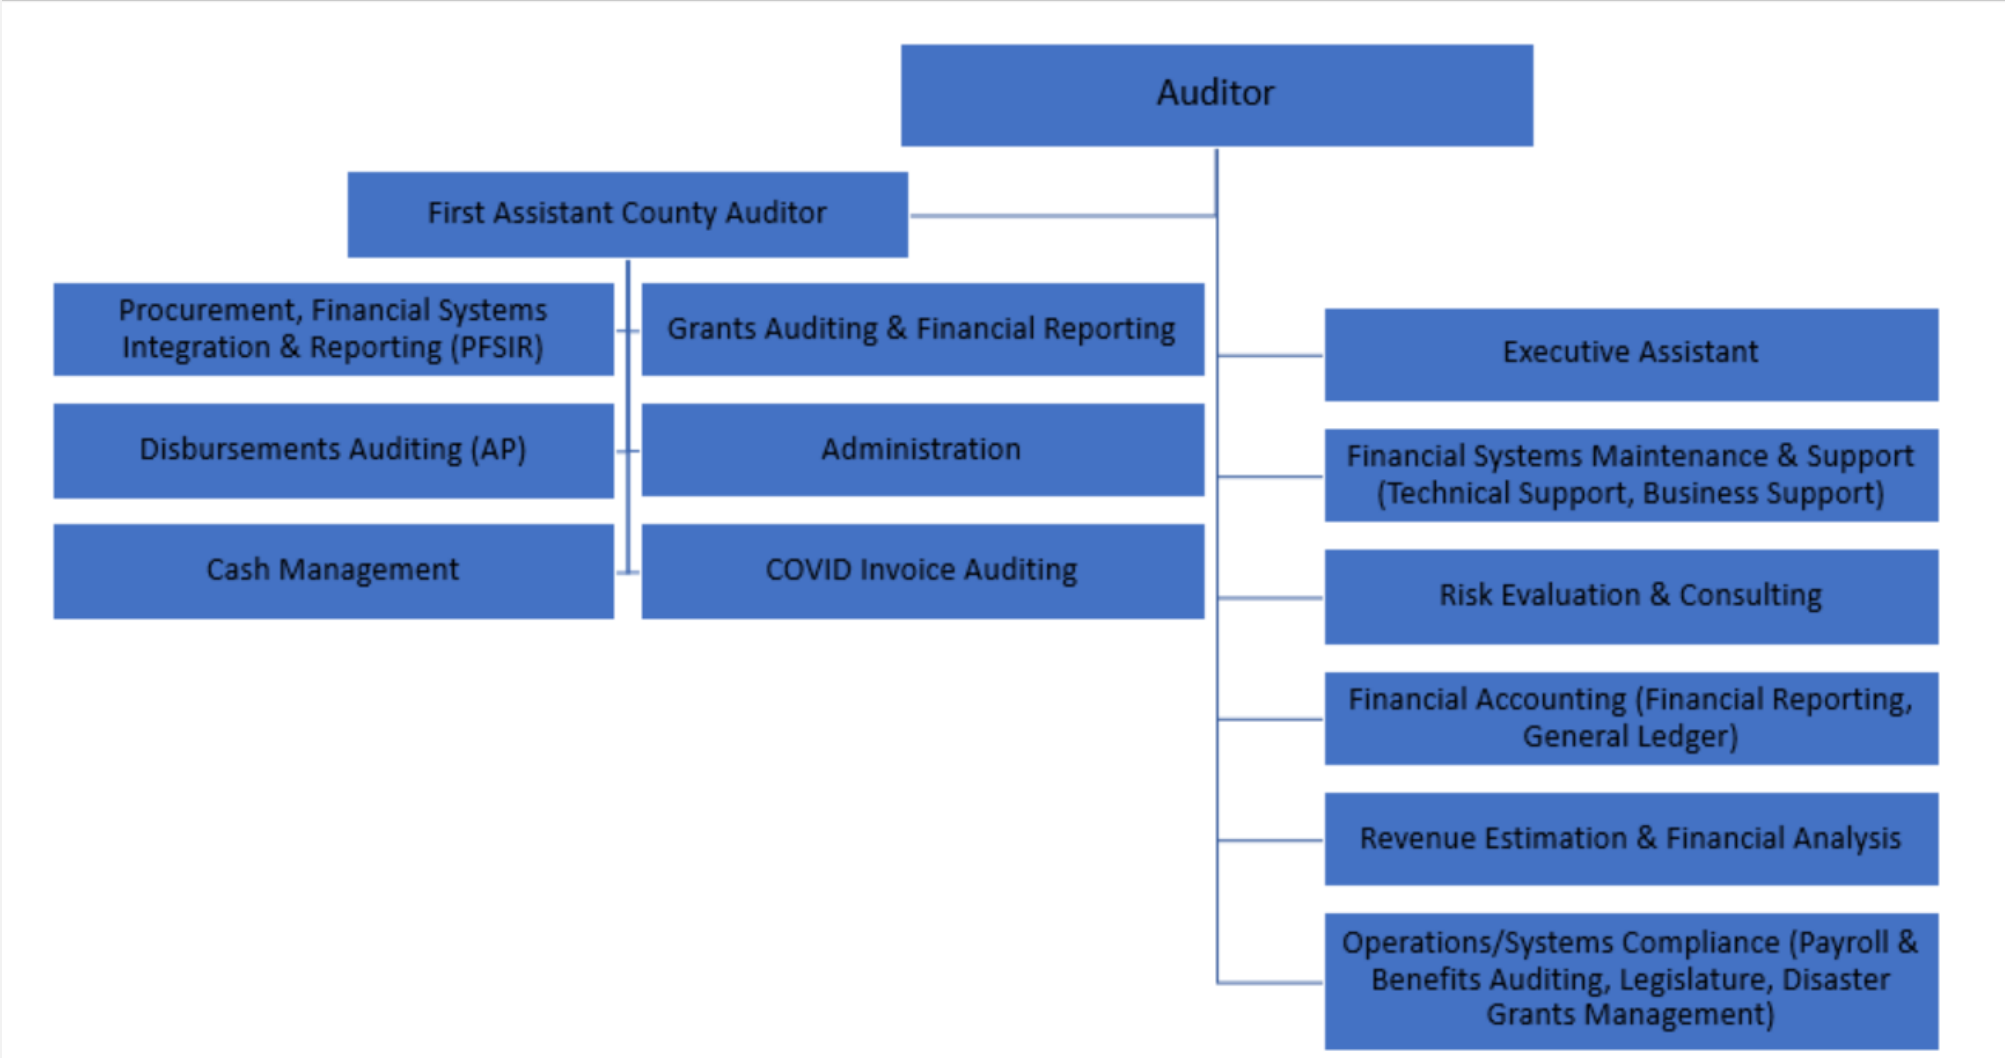 Auditor
First Assistant County Auditor
Procurement, Financial Systems
Integration & Reporting (PFSIR)
Grants Auditing & Financial Reporting
Disbursements Auditing (AP)
Administration
Cash Management
COVID Invoice Auditing
Executive Assistant
Financial Systems Maintenance & Support
(Technical Support, Business Support)
Risk Evaluation & Consulting
Financial Accounting (Financial Reporting,
General Ledger)
Revenue Estimation & Financial Analysis
Operations/Systems Compliance (Payroll &
Benefits Auditing, Legislature, Disaster
Grants Management)